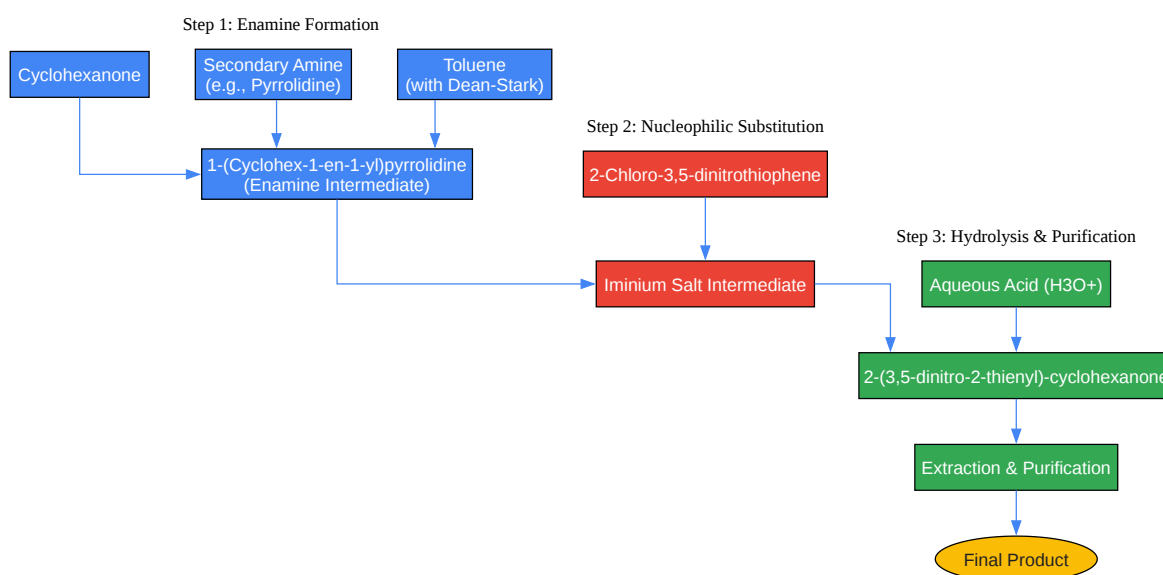 Step 1: Enamine Formation
Cyclohexanone
Secondary Amine
(e.g., Pyrrolidine)
Toluene
(with Dean-Stark)
1-(Cyclohex-1-en-1-yl)pyrrolidine
(Enamine Intermediate)
Step 2: Nucleophilic Substitution
2-Chloro-3,5-dinitrothiophene
Iminium Salt Intermediate
Step 3: Hydrolysis & Purification
Aqueous Acid (H3O+)
2-(3,5-dinitro-2-thienyl)-cyclohexanone
Extraction & Purification
Final Product